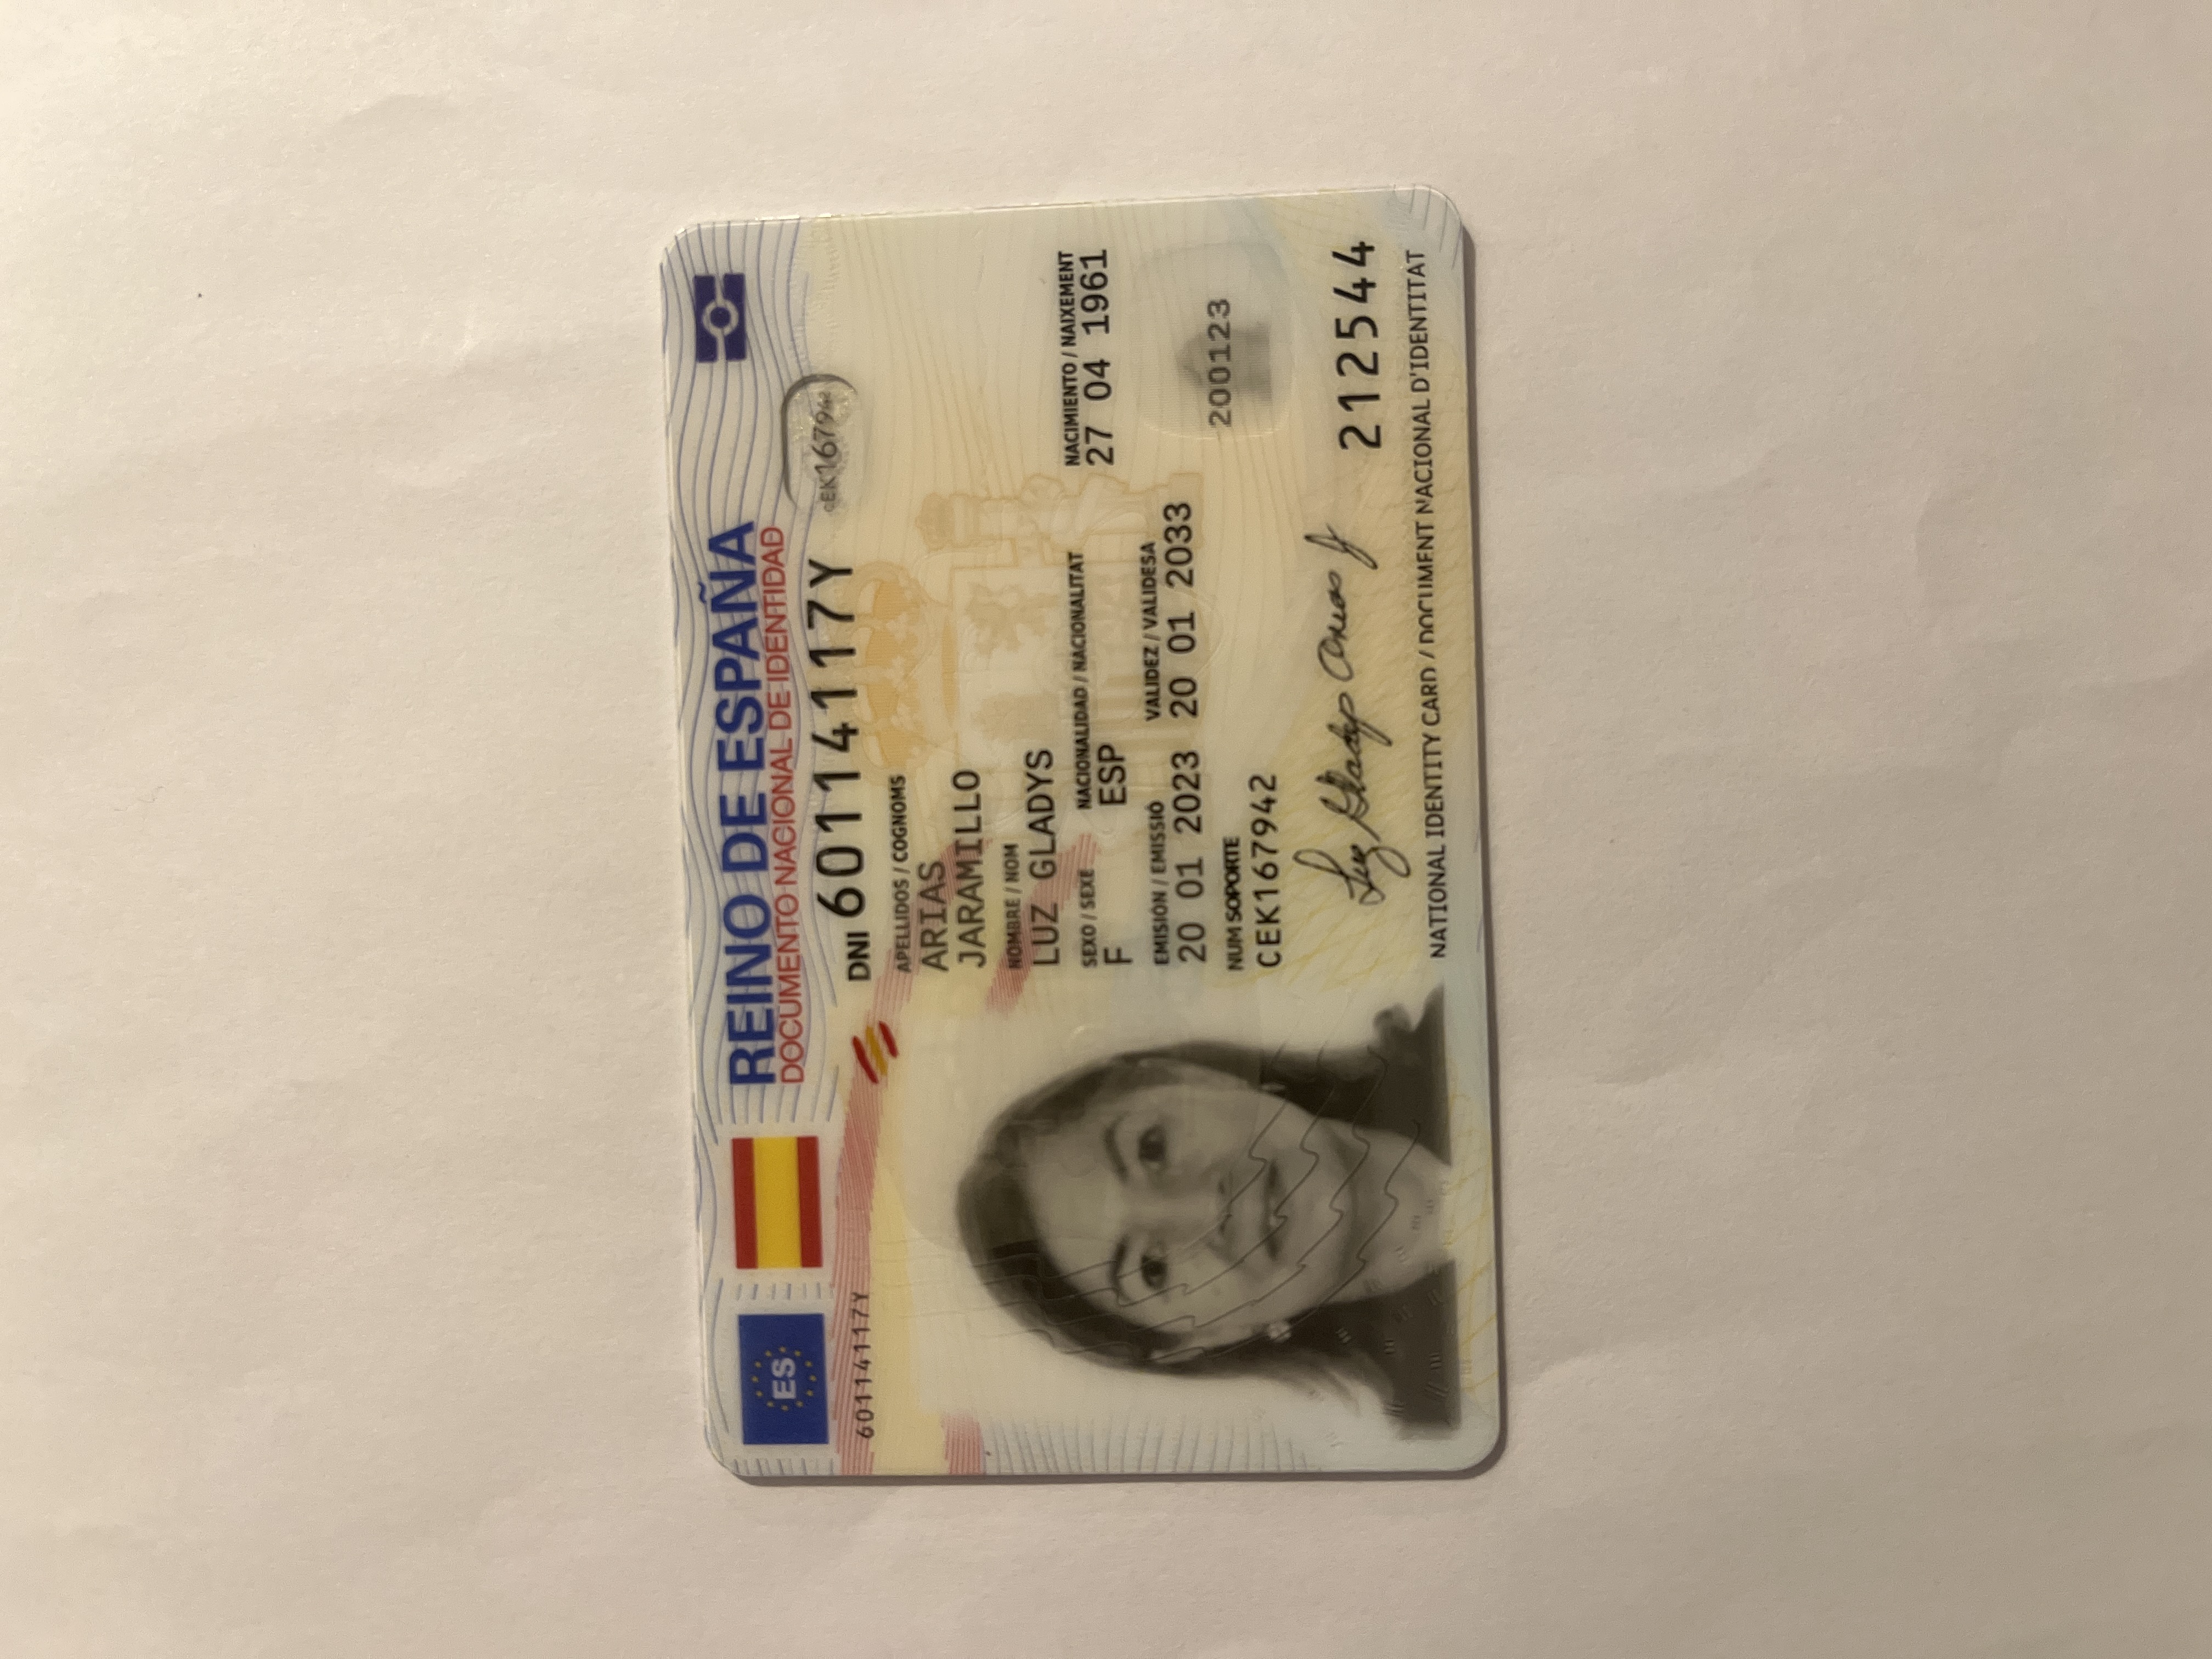 ES
REINO DE ESPAÑA
DOCUMENTO NACIONAL DE IDENTIDAD
60114117Y
DNI 60114117Y
CEK167942
APELLIDOS / COGNOMS
ARIAS
JARAMILLO
NOMBRE / NOM
LUZ GLADYS
SEXO / SEXE NACIONALIDAD / NACIONALITAT NACIMIENTO / NAIXEMENT
F ESP 27 04 1961
EMISIÓN / EMISSIÓ VALIDEZ / VALIDESA
20 01 2023 20 01 2033
200123
NUM SOPORTE
CEK167942
Luz Gladys Arias J
212544
NATIONAL IDENTITY CARD / DOCUMENT NACIONAL D'IDENTITAT